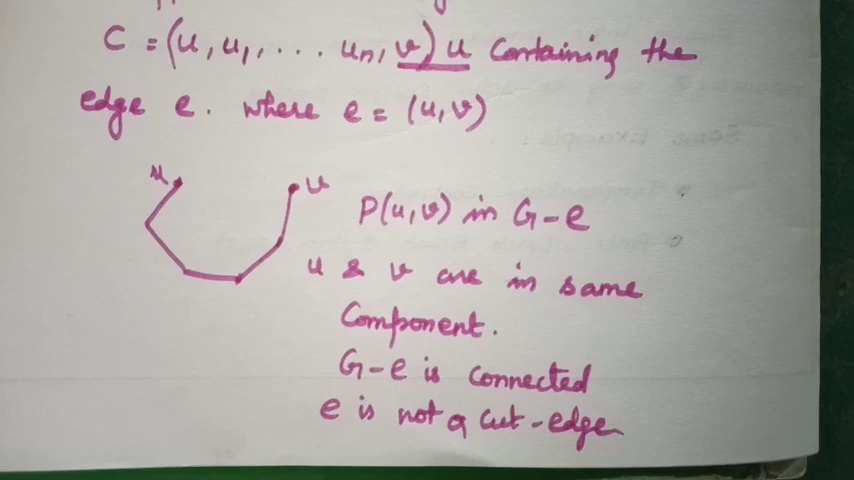 C = (u, u₁, . . . . uₙ, v) u containing the
edge e. where e = (u,v)
u
v
P(u,v) in G-e
u & v are in same
Component.
G-e is connected
e is not a cut-edge